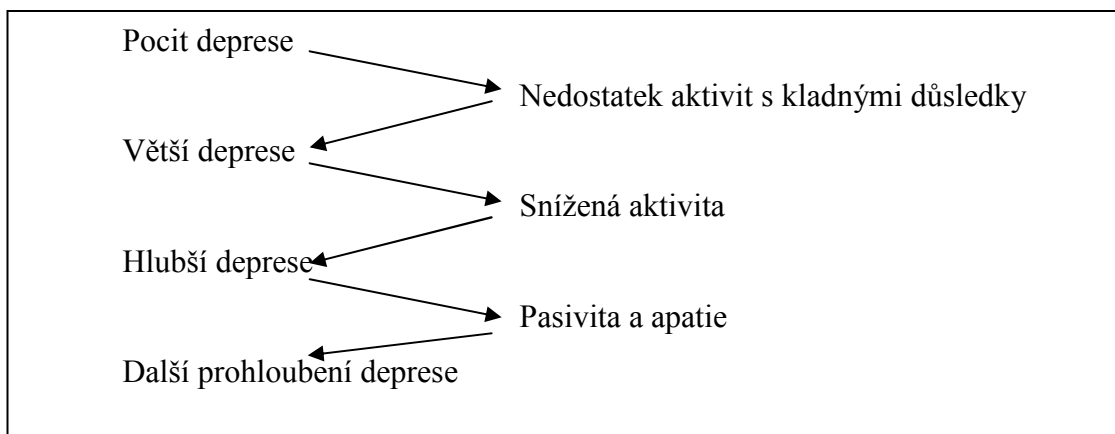 Pocit deprese
Nedostatek aktivit s kladnými důsledky
Větší deprese
Snížená aktivita
Hlubší deprese
Pasivita a apatie
Další prohloubení deprese